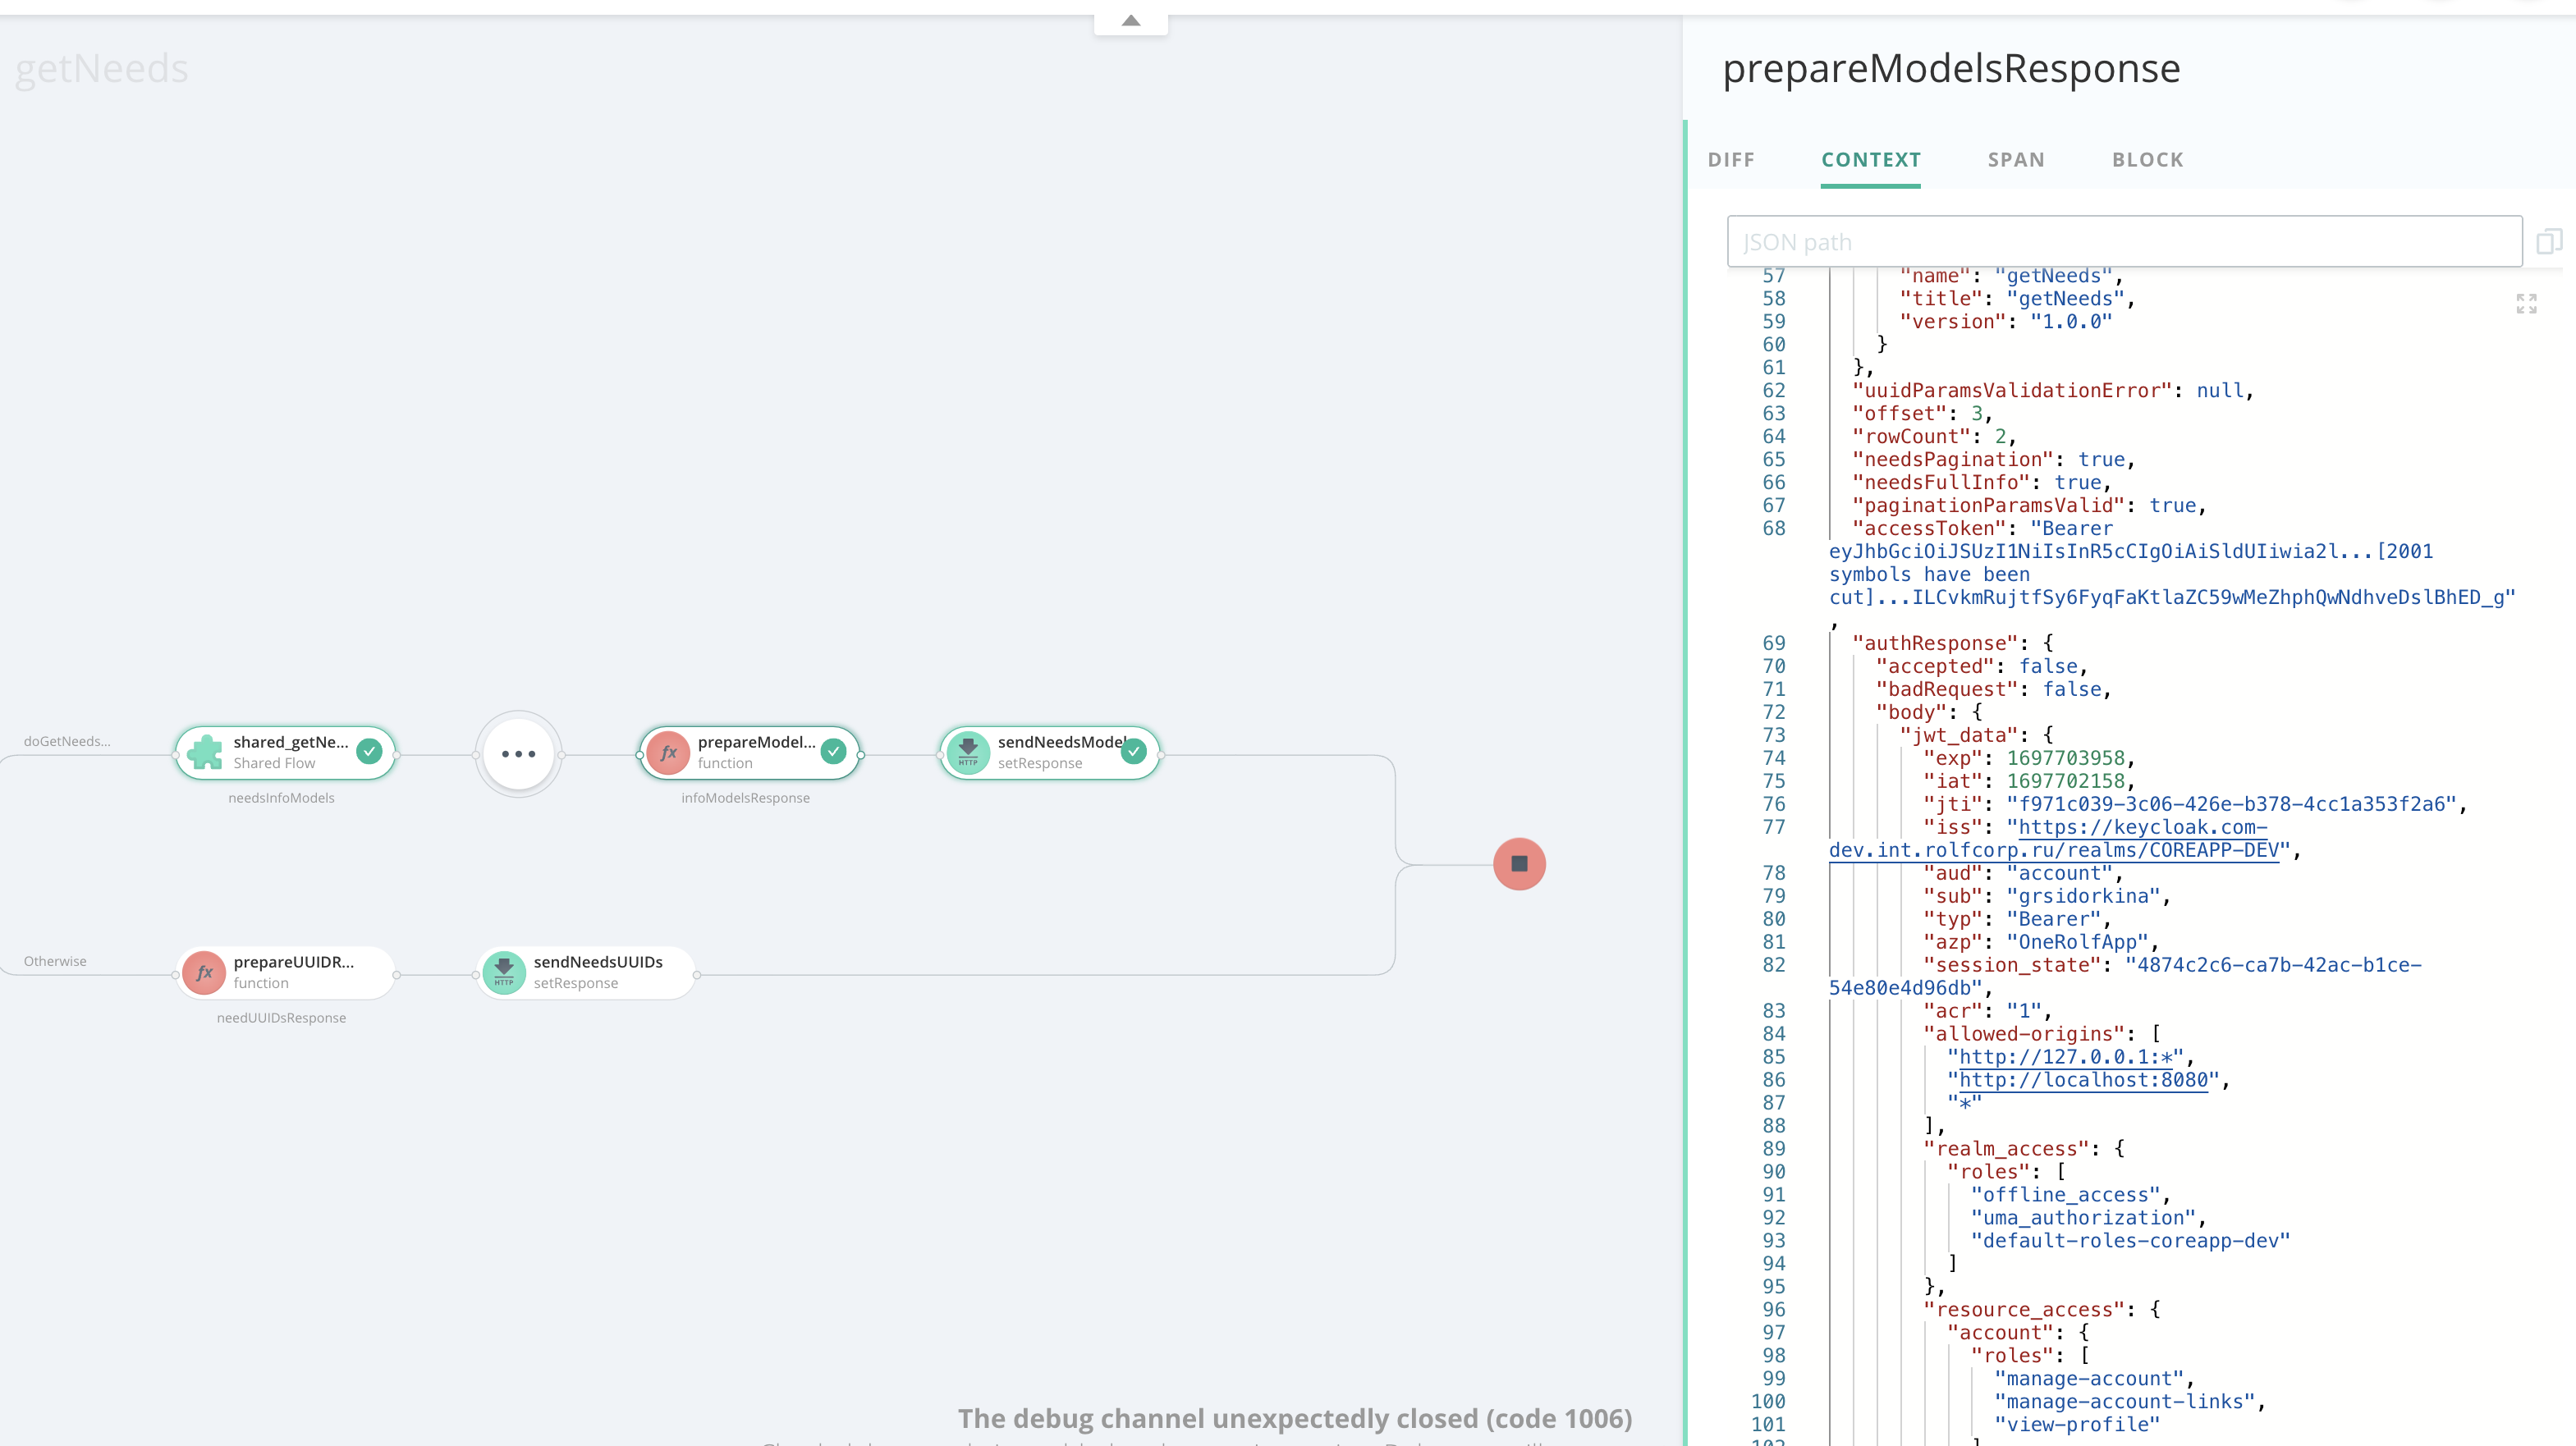 getNeeds
doGetNeeds...
shared_getNe...
Shared Flow
needsInfoModels
prepareModel...
function
infoModelsResponse
HTTP
sendNeedsModel
setResponse
Otherwise
prepareUUIDR...
function
needUUIDsResponse
HTTP
sendNeedsUUIDs
setResponse
The debug channel unexpectedly closed (code 1006)
prepareModelsResponse
DIFF CONTEXT SPAN BLOCK
JSON path
57 "name": "getNeeds",
58 "title": "getNeeds",
59 "version": "1.0.0"
60 }
61 },
62 "uuidParamsValidationError": null,
63 "offset": 3,
64 "rowCount": 2,
65 "needsPagination": true,
66 "needsFullInfo": true,
67 "paginationParamsValid": true,
68 "accessToken": "Bearer
eyJhbGciOiJSUzI1NiIsInR5cCIgOiAiSldUIiwia2l...[2001
symbols have been
cut]...ILCvkmRujtfSy6FyqFaKtlaZC59wMeZhphQwNdhveDslBhED_g"
,
69 "authResponse": {
70 "accepted": false,
71 "badRequest": false,
72 "body": {
73 "jwt_data": {
74 "exp": 1697703958,
75 "iat": 1697702158,
76 "jti": "f971c039-3c06-426e-b378-4cc1a353f2a6",
77 "iss": "https://keycloak.com-
dev.int.rolfcorp.ru/realms/COREAPP-DEV",
78 "aud": "account",
79 "sub": "grsidorkina",
80 "typ": "Bearer",
81 "azp": "OneRolfApp",
82 "session_state": "4874c2c6-ca7b-42ac-b1ce-
54e80e4d96db",
83 "acr": "1",
84 "allowed-origins": [
85 "http://127.0.0.1:*",
86 "http://localhost:8080",
87 "*"
88 ],
89 "realm_access": {
90 "roles": [
91 "offline_access",
92 "uma_authorization",
93 "default-roles-coreapp-dev"
94 ]
95 },
96 "resource_access": {
97 "account": {
98 "roles": [
99 "manage-account",
100 "manage-account-links",
101 "view-profile"